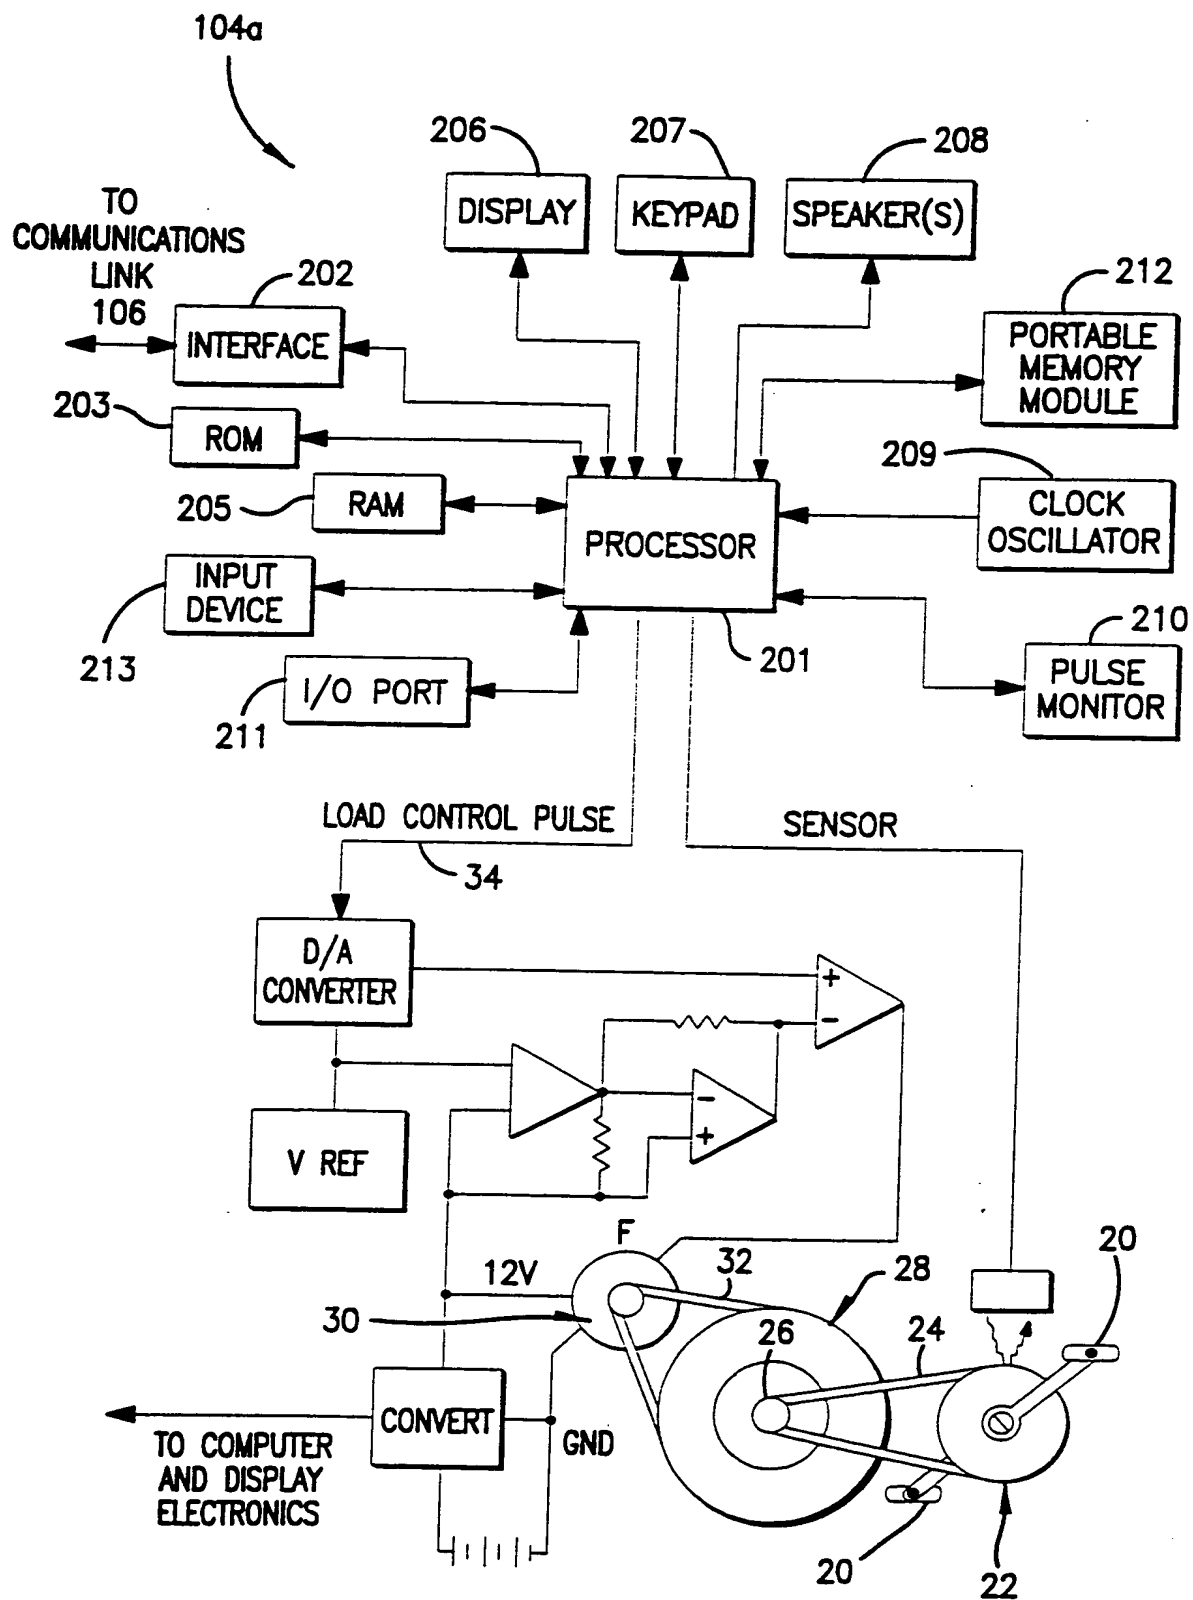 104a
206
207
208
TO
COMMUNICATIONS
LINK
106
DISPLAY
KEYPAD
SPEAKER(S)
202
212
INTERFACE
PORTABLE
MEMORY
MODULE
203
ROM
209
205
RAM
PROCESSOR
CLOCK
OSCILLATOR
INPUT
DEVICE
213
201
210
I/O PORT
211
PULSE
MONITOR
LOAD CONTROL PULSE
34
SENSOR
D/A
CONVERTER
+
−
−
+
V REF
F
12V
32
28
20
30
26
24
CONVERT
GND
TO COMPUTER
AND DISPLAY
ELECTRONICS
20
22